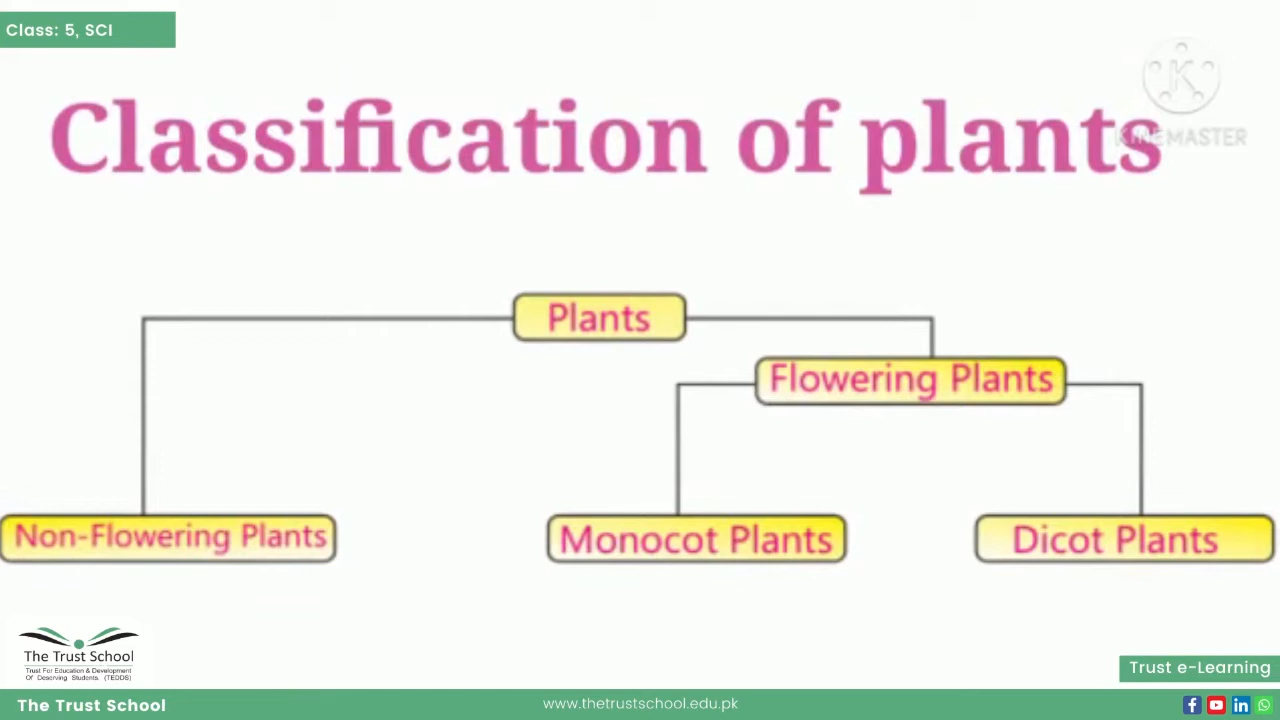 Class: 5, SCI
KINEMASTER
Classification of plants
Plants
Flowering Plants
Non-Flowering Plants
Monocot Plants
Dicot Plants
The Trust School
Trust For Education & Development
Of Deserving Students. (TEDDS)
Trust e-Learning
The Trust School
www.thetrustschool.edu.pk